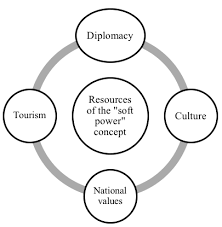 Diplomacy
Tourism
Resources
of the "soft
power"
concept
Culture
National
values